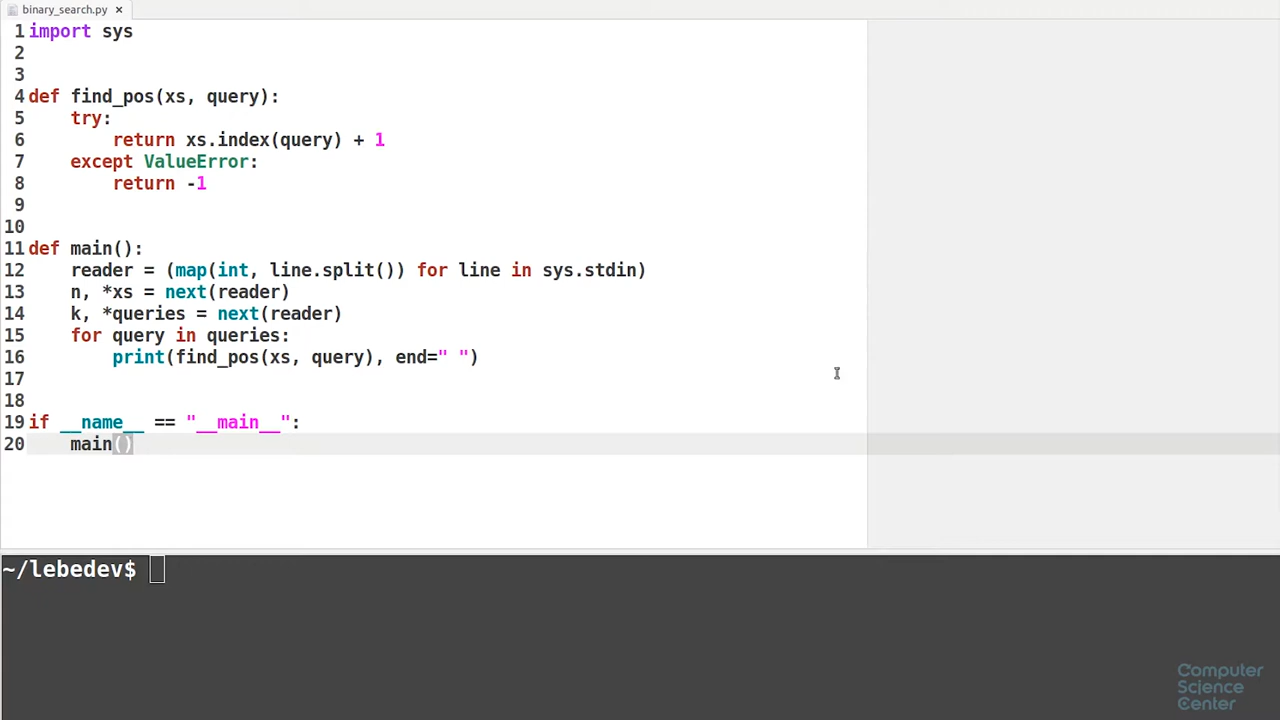 binary_search.py ×
1 import sys
2
3
4 def find_pos(xs, query):
5     try:
6         return xs.index(query) + 1
7     except ValueError:
8         return -1
9
10
11 def main():
12     reader = (map(int, line.split()) for line in sys.stdin)
13     n, *xs = next(reader)
14     k, *queries = next(reader)
15     for query in queries:
16         print(find_pos(xs, query), end=" ")
17
18
19 if __name__ == "__main__":
20     main()
~/lebedev$
Computer
Science
Center